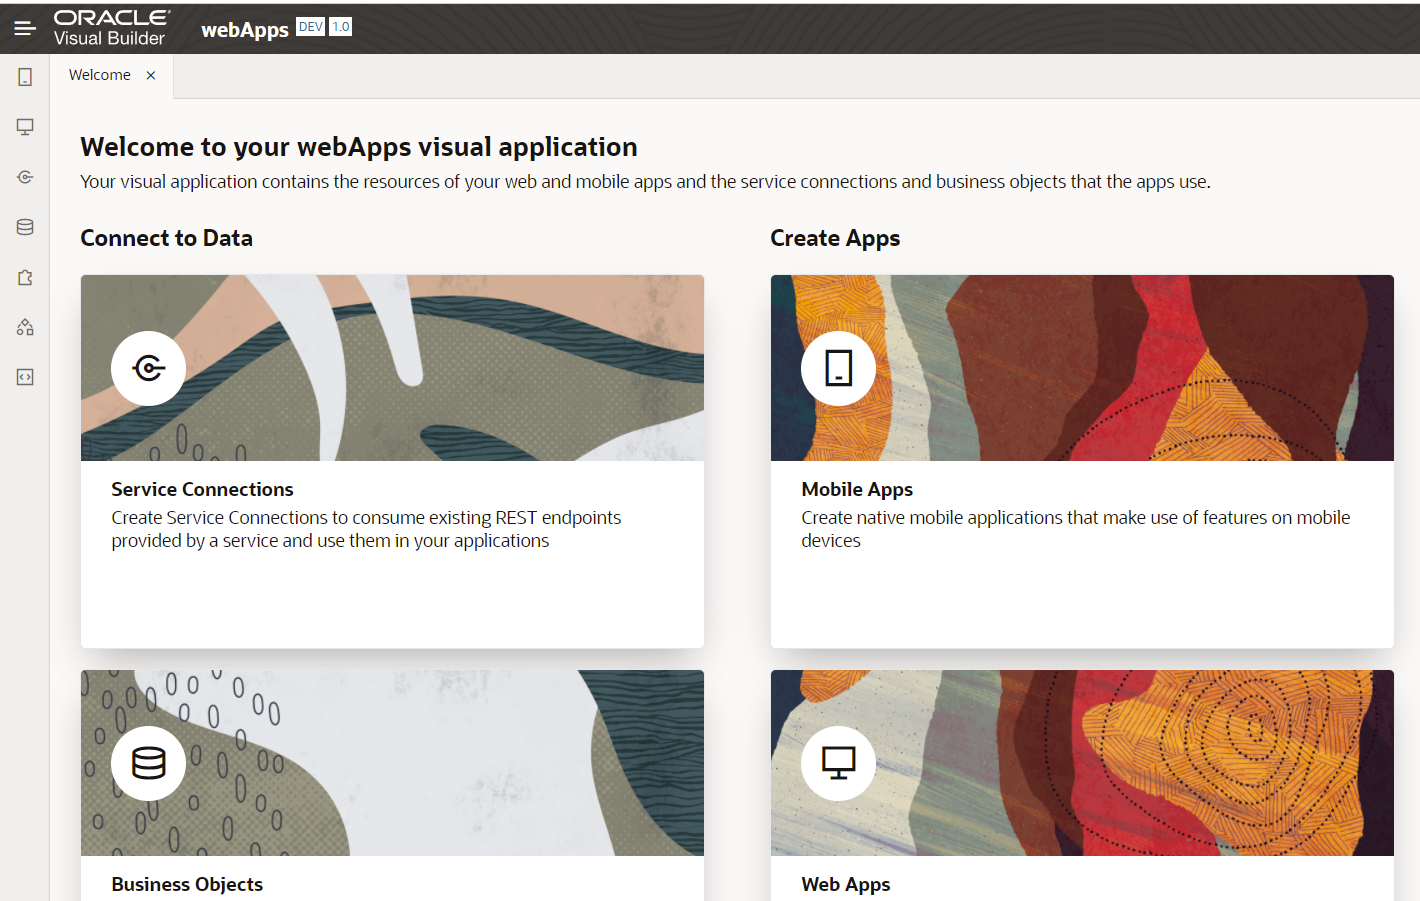 ORACLE
Visual Builder
webApps DEV 1.0
Welcome ×
Welcome to your webApps visual application
Your visual application contains the resources of your web and mobile apps and the service connections and business objects that the apps use.
Connect to Data
Service Connections
Create Service Connections to consume existing REST endpoints
provided by a service and use them in your applications
Business Objects
Create Apps
Mobile Apps
Create native mobile applications that make use of features on mobile
devices
Web Apps